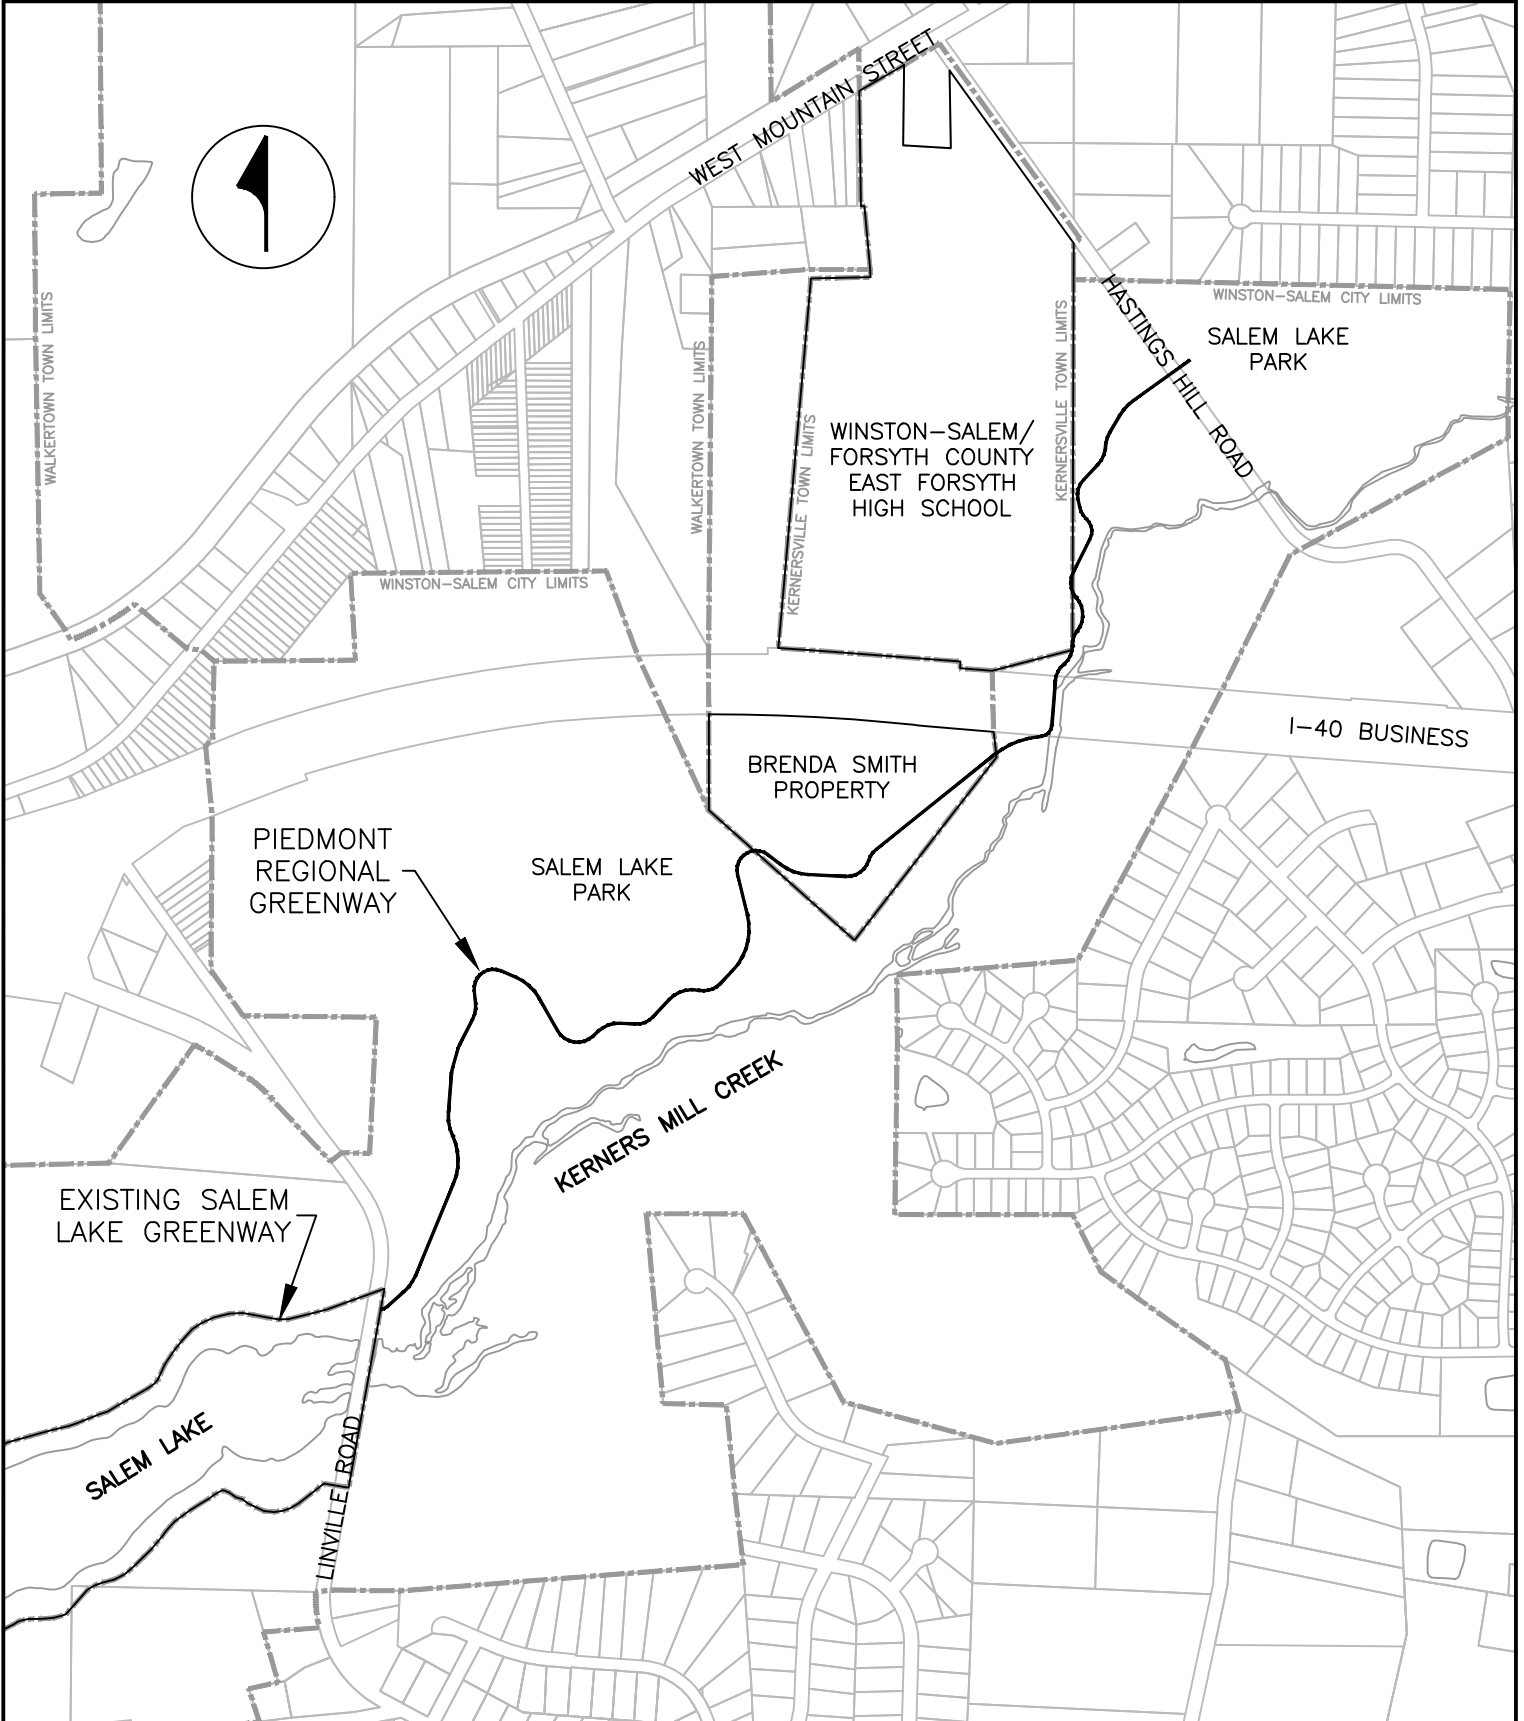 WEST MOUNTAIN STREET
WALKERTOWN TOWN LIMITS
HASTINGS HILL ROAD
WINSTON-SALEM CITY LIMITS
SALEM LAKE
PARK
WALKERTOWN TOWN LIMITS
KERNERSVILLE TOWN LIMITS
WINSTON-SALEM/
FORSYTH COUNTY
EAST FORSYTH
HIGH SCHOOL
KERNERSVILLE TOWN LIMITS
WINSTON-SALEM CITY LIMITS
I-40 BUSINESS
BRENDA SMITH
PROPERTY
PIEDMONT
REGIONAL
GREENWAY
SALEM LAKE
PARK
KERNERS MILL CREEK
EXISTING SALEM
LAKE GREENWAY
SALEM LAKE
LINVILLE ROAD